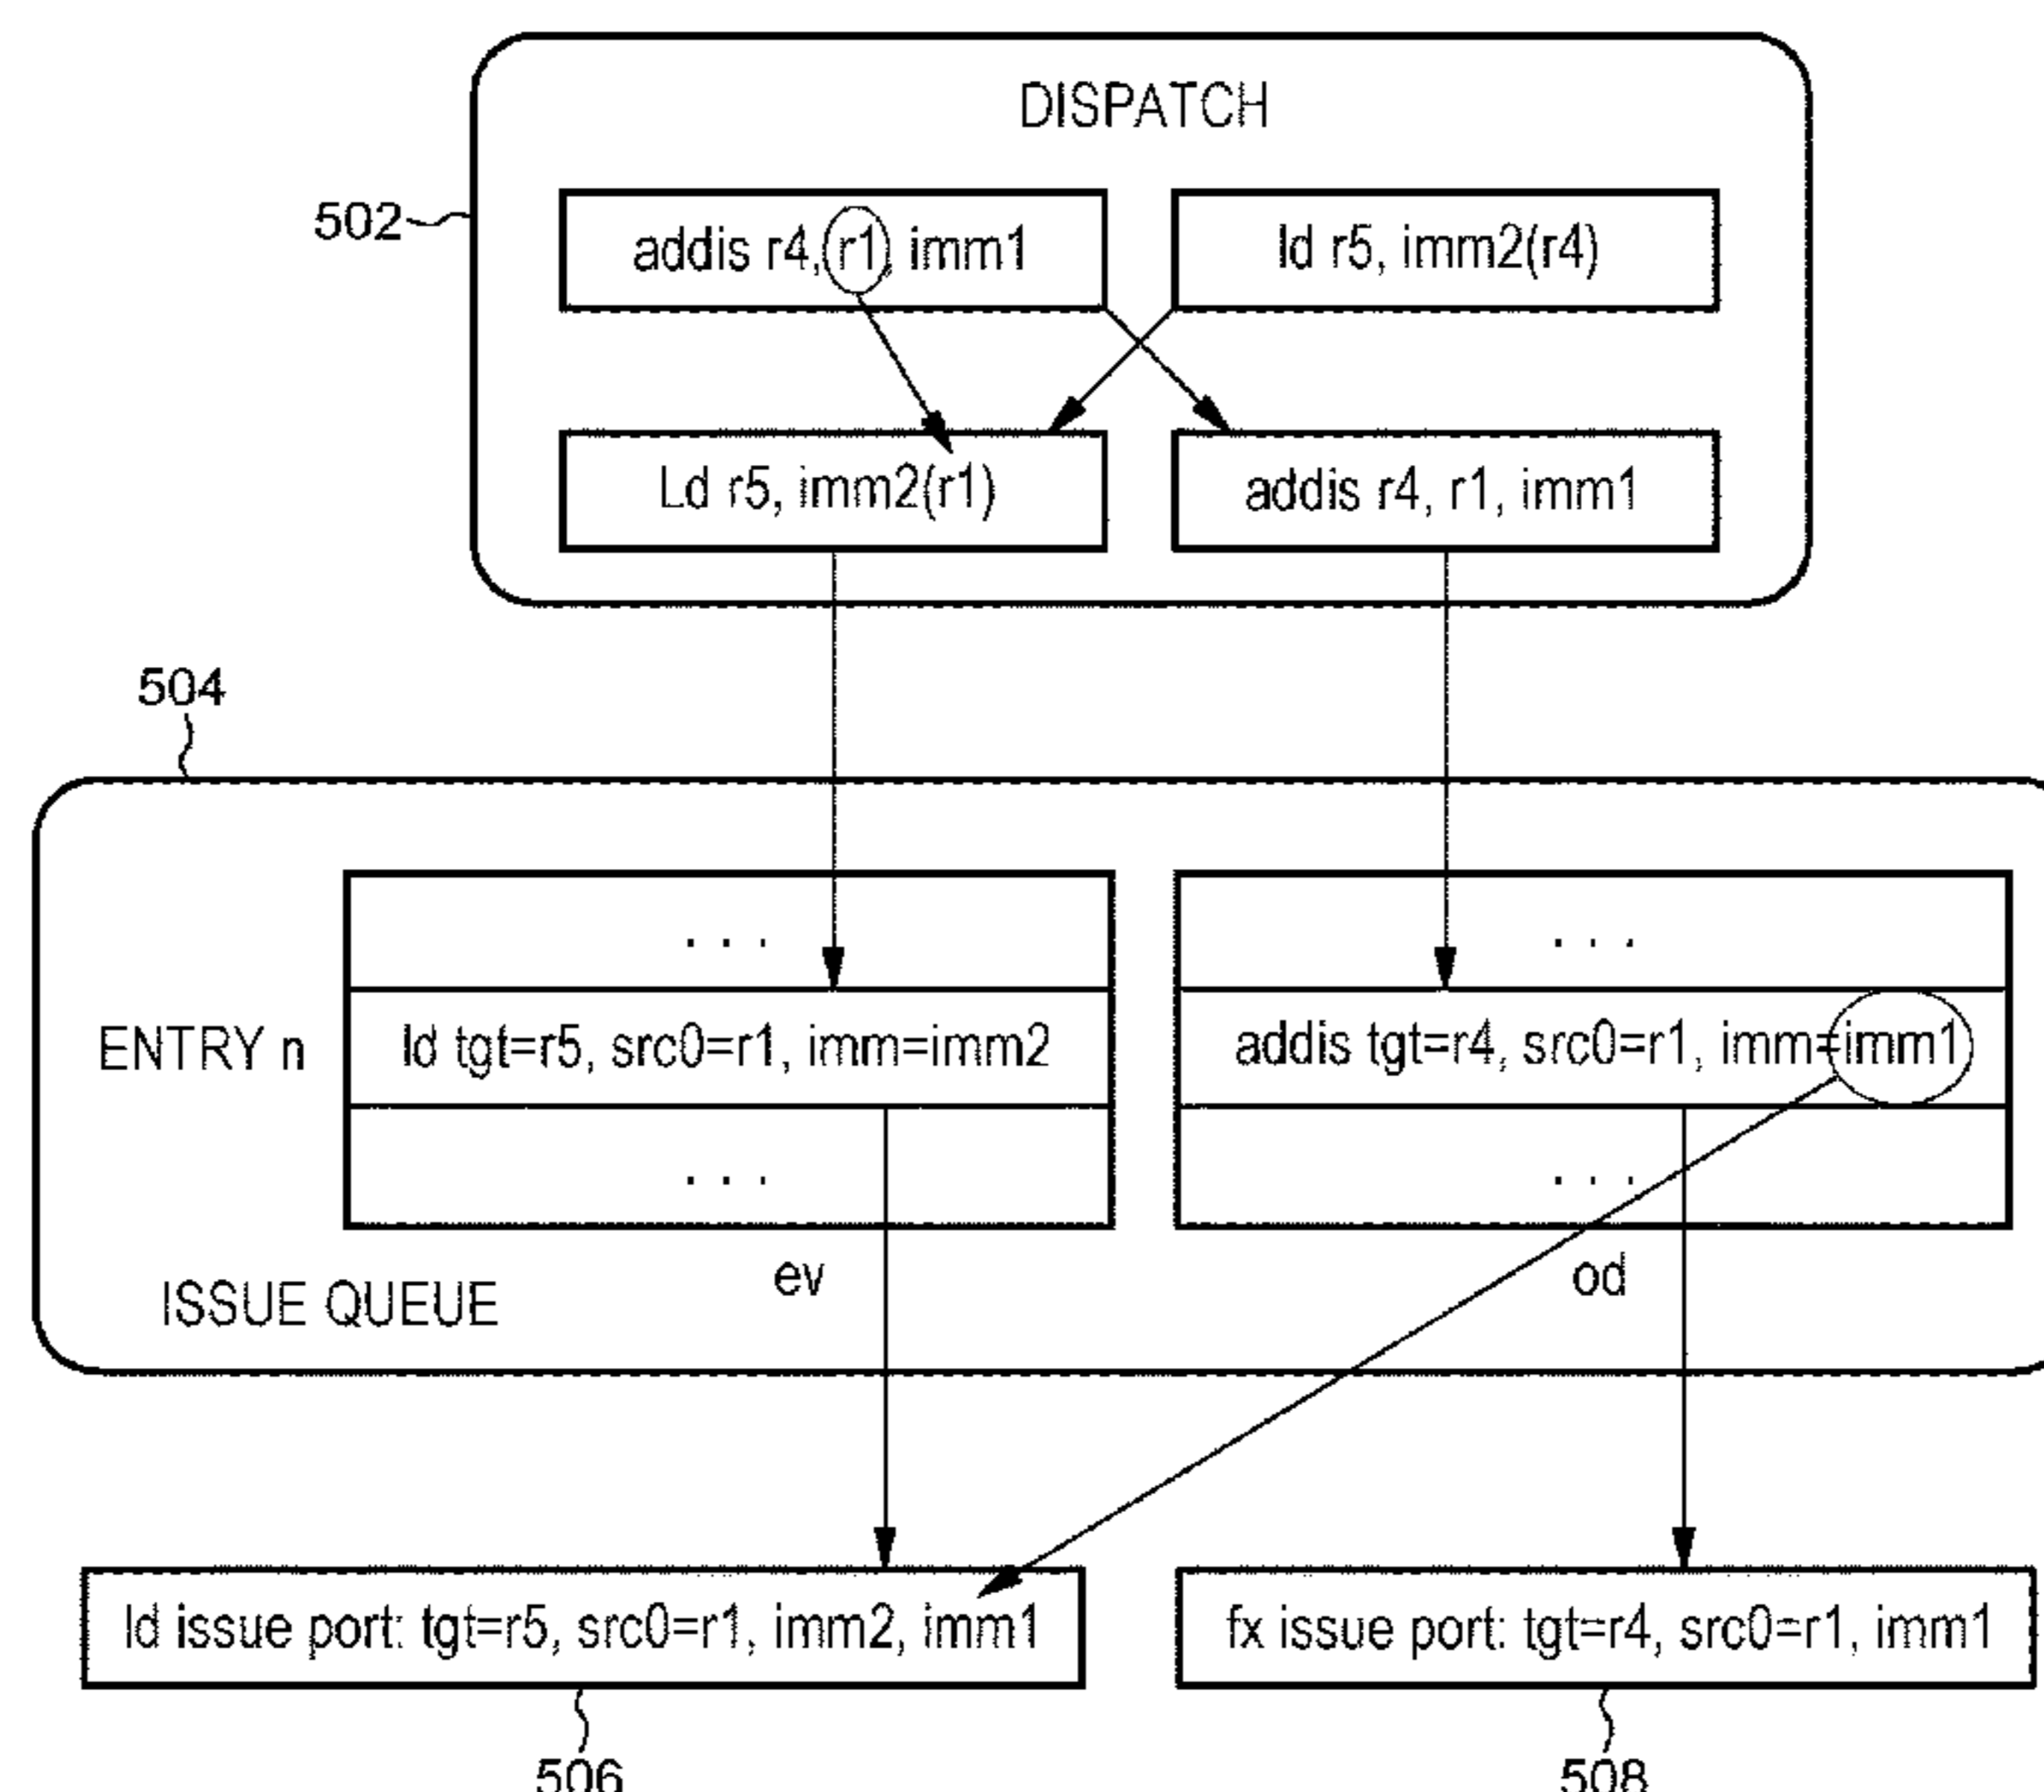 DISPATCH
502
addis r4, r1, imm1
ld r5, imm2(r4)
Ld r5, imm2(r1)
addis r4, r1, imm1
504
. . .
. . .
ENTRY n
ld tgt=r5, src0=r1, imm=imm2
addis tgt=r4, src0=r1, imm=imm1
. . .
. . .
ev
od
ISSUE QUEUE
ld issue port: tgt=r5, src0=r1, imm2, imm1
fx issue port: tgt=r4, src0=r1, imm1
506
508